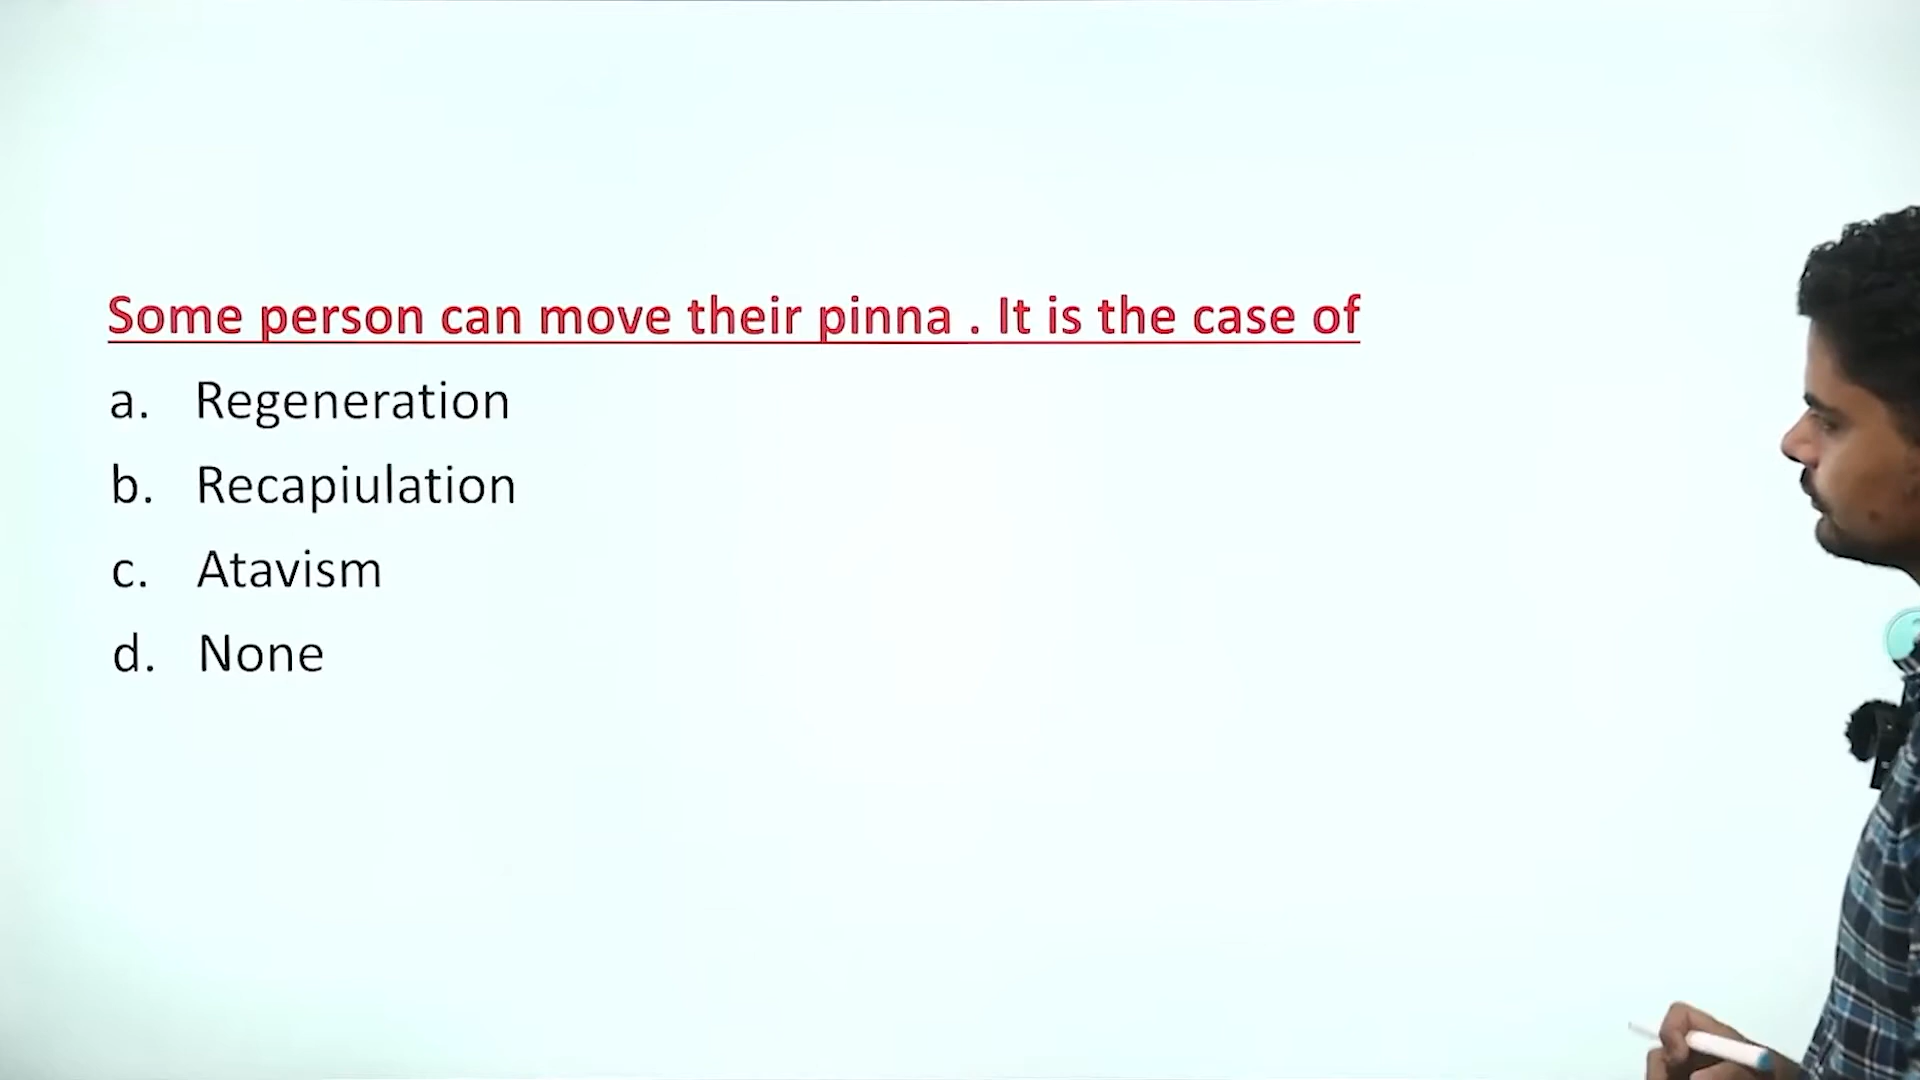 Some person can move their pinna . It is the case of
a. Regeneration
b. Recapiulation
c. Atavism
d. None